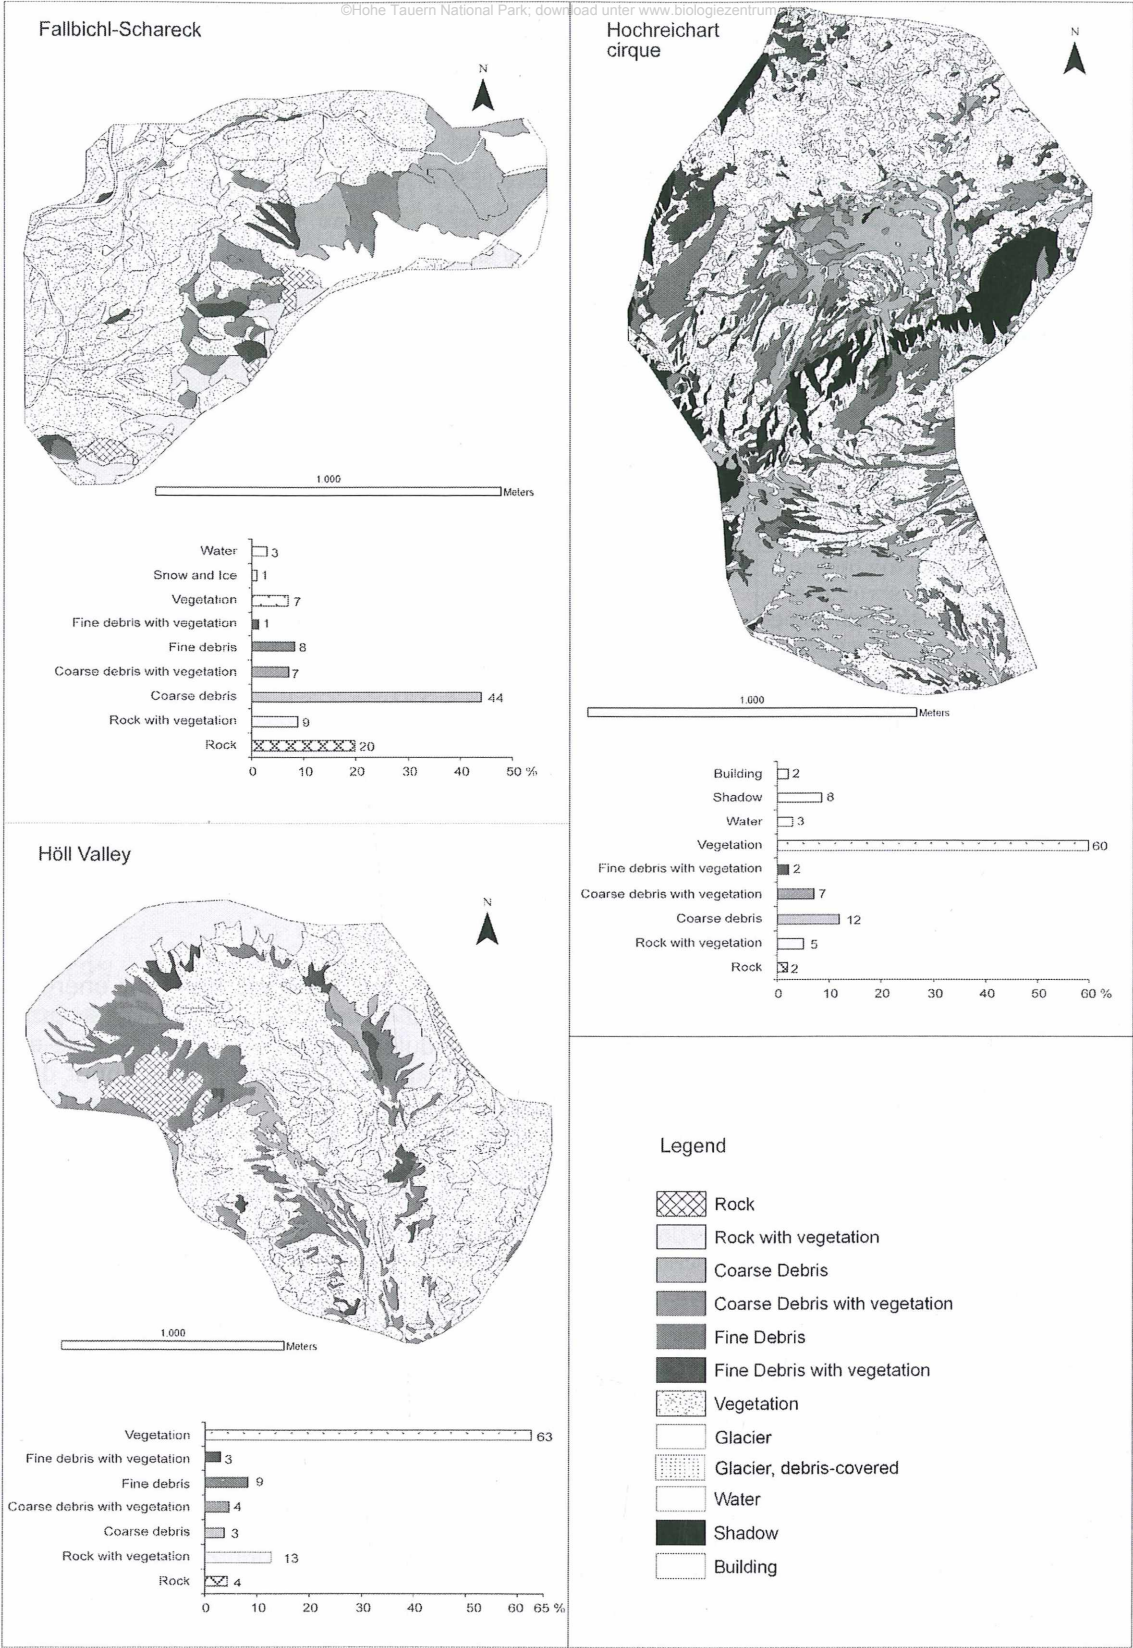 ©Hohe Tauern National Park; download unter www.biologiezentrum
Fallbichl-Schareck
N
1 000
Meters
Water 3
Snow and Ice 1
Vegetation 7
Fine debris with vegetation 1
Fine debris 8
Coarse debris with vegetation 7
Coarse debris 44
Rock with vegetation 9
Rock 20
0 10 20 30 40 50 %
Hochreichart
cirque
N
1.000
Meters
Building 2
Shadow 8
Water 3
Vegetation 60
Fine debris with vegetation 2
Coarse debris with vegetation 7
Coarse debris 12
Rock with vegetation 5
Rock 2
0 10 20 30 40 50 60 %
Höll Valley
N
1.000
Meters
Vegetation 63
Fine debris with vegetation 3
Fine debris 9
Coarse debris with vegetation 4
Coarse debris 3
Rock with vegetation 13
Rock 4
0 10 20 30 40 50 60 65 %
Legend
Rock
Rock with vegetation
Coarse Debris
Coarse Debris with vegetation
Fine Debris
Fine Debris with vegetation
Vegetation
Glacier
Glacier, debris-covered
Water
Shadow
Building